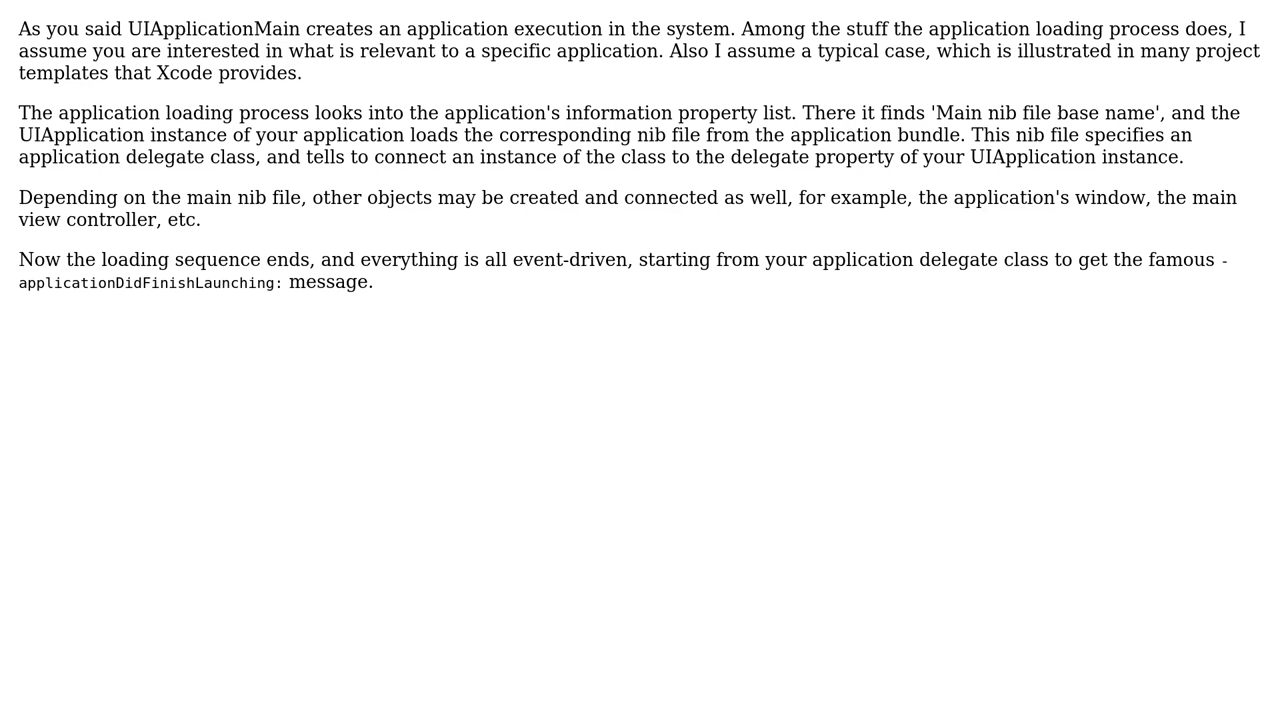 As you said UIApplicationMain creates an application execution in the system. Among the stuff the application loading process does, I
assume you are interested in what is relevant to a specific application. Also I assume a typical case, which is illustrated in many project
templates that Xcode provides.
The application loading process looks into the application's information property list. There it finds 'Main nib file base name', and the
UIApplication instance of your application loads the corresponding nib file from the application bundle. This nib file specifies an
application delegate class, and tells to connect an instance of the class to the delegate property of your UIApplication instance.
Depending on the main nib file, other objects may be created and connected as well, for example, the application's window, the main
view controller, etc.
Now the loading sequence ends, and everything is all event-driven, starting from your application delegate class to get the famous -
applicationDidFinishLaunching: message.